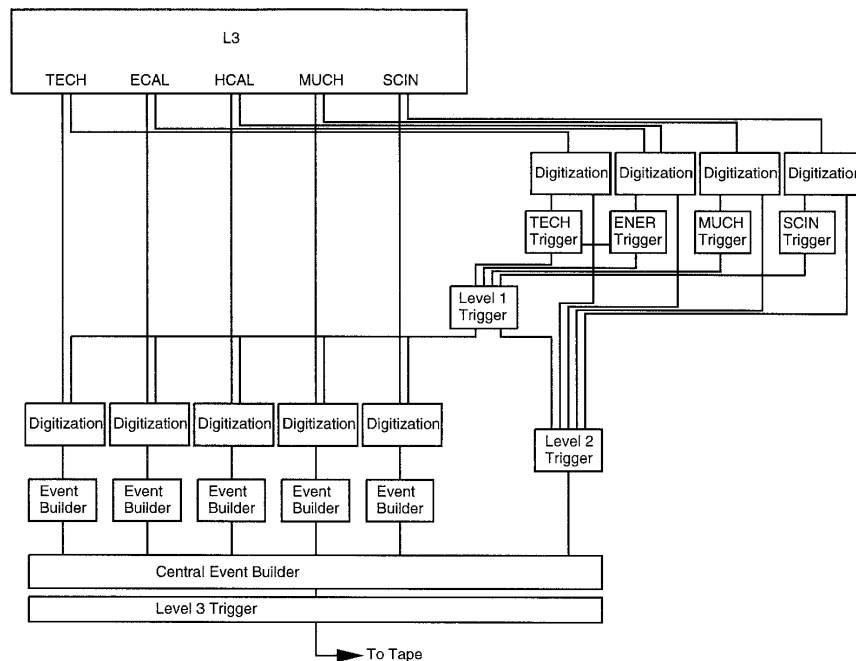 L3
TECH ECAL HCAL MUCH SCIN
Digitization Digitization Digitization Digitization
TECH
Trigger
ENER
Trigger
MUCH
Trigger
SCIN
Trigger
Level 1
Trigger
Digitization Digitization Digitization Digitization Digitization
Level 2
Trigger
Event
Builder
Event
Builder
Event
Builder
Event
Builder
Event
Builder
Central Event Builder
Level 3 Trigger
To Tape